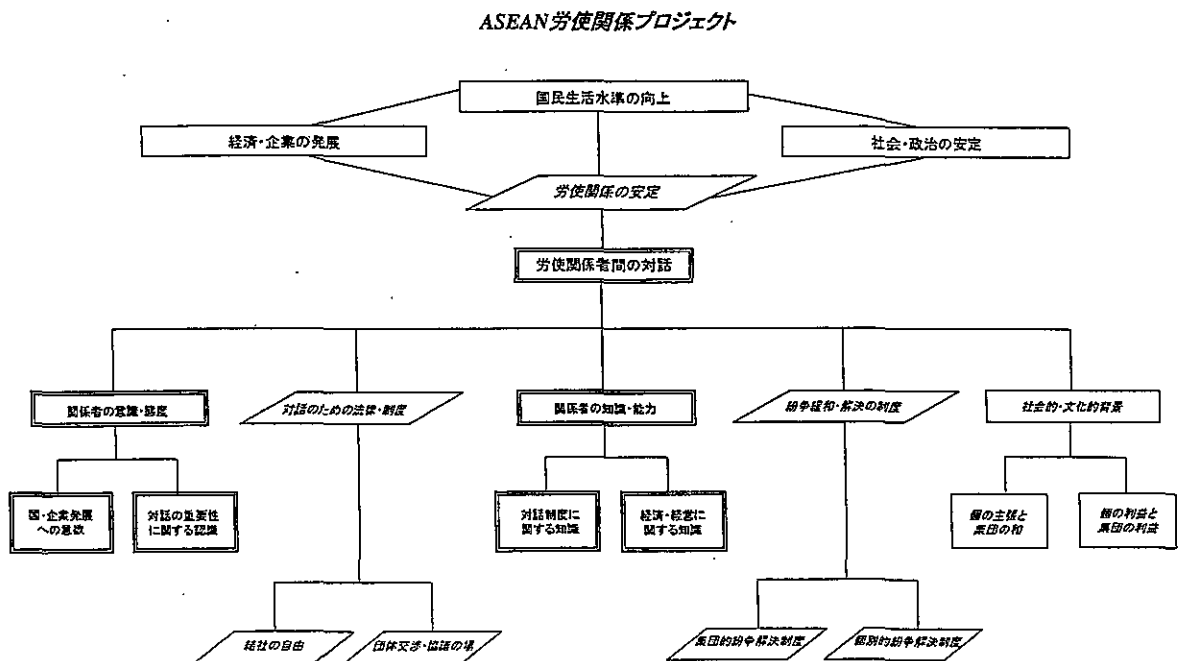 ASEAN労使関係プロジェクト
国民生活水準の向上
経済・企業の発展
社会・政治の安定
労使関係の安定
労使関係者間の対話
関係者の意識・態度
対話のための法律・制度
関係者の知識・能力
紛争緩和・解決の制度
社会的・文化的背景
国・企業発展
への意欲
対話の重要性
に関する認識
対話制度に
関する知識
経済・経営に
関する知識
個の主張と
集団の和
個の利益と
集団の利益
結社の自由
団体交渉・協議の場
集団的紛争解決制度
個別的紛争解決制度